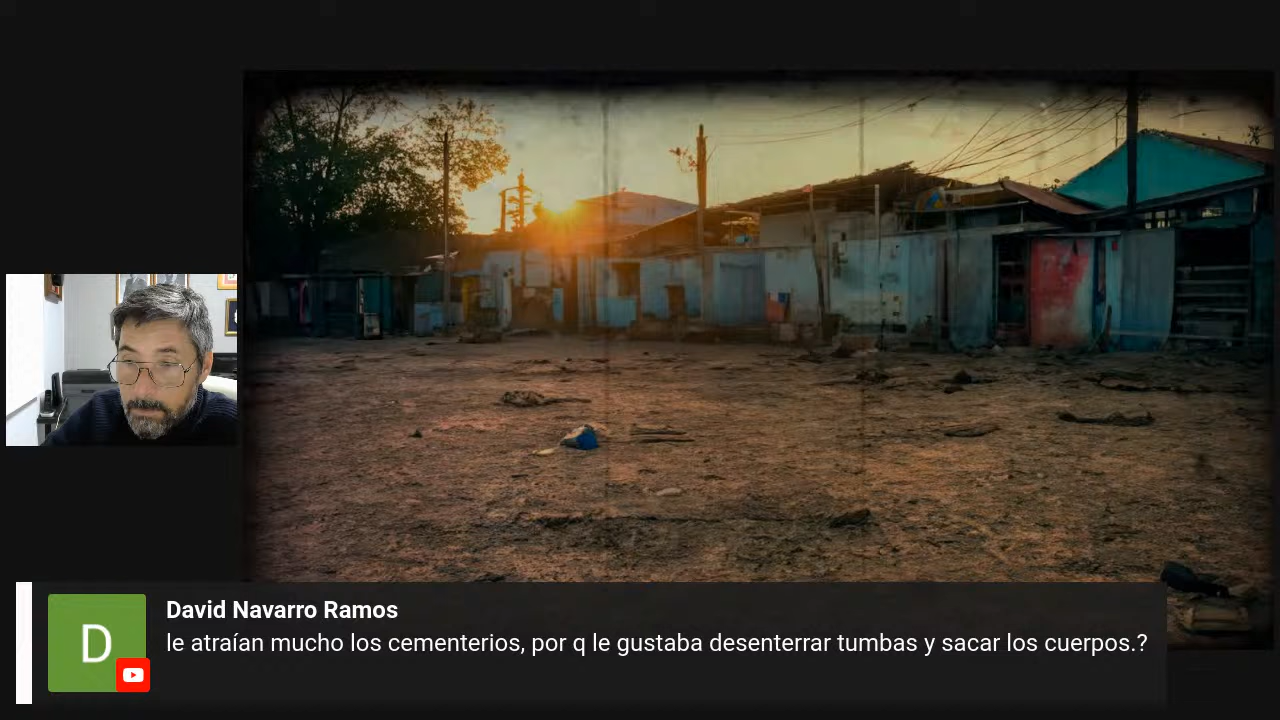 David Navarro Ramos
le atraían mucho los cementerios, por q le gustaba desenterrar tumbas y sacar los cuerpos.?
D